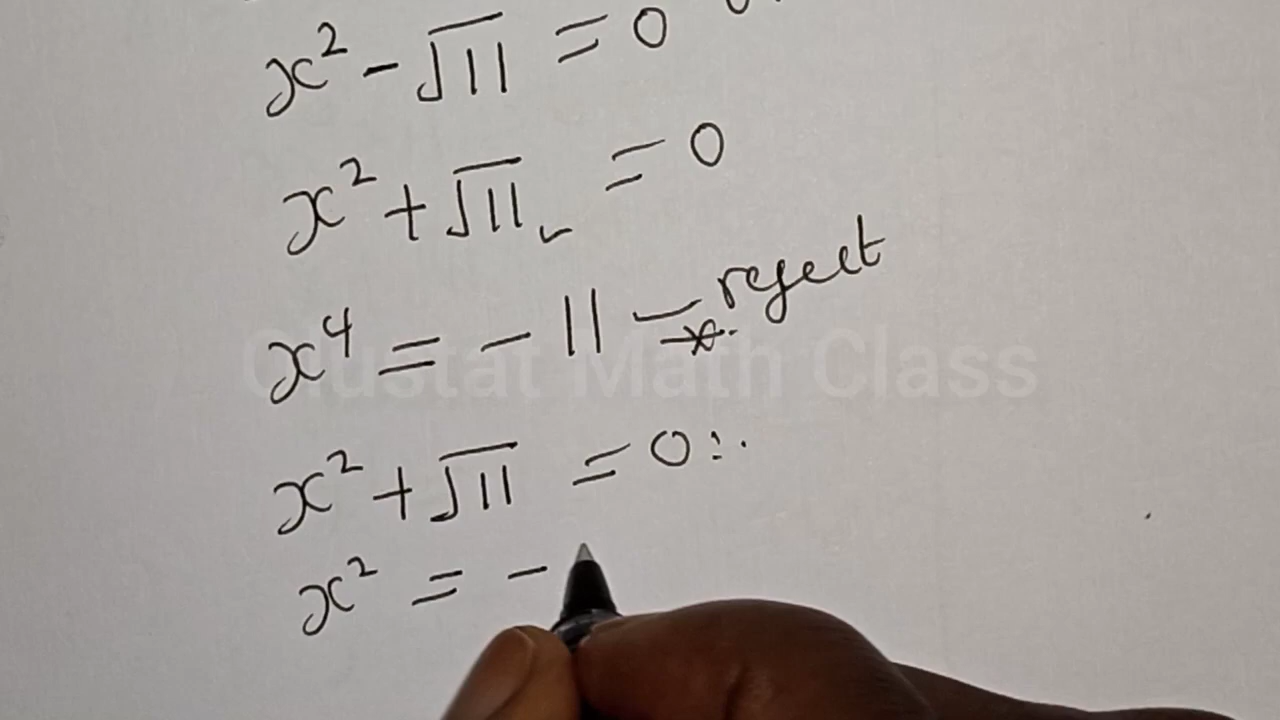 x² - √11 = 0
x² + √11 = 0
x⁴ = - 11 - reject
Olustat Math Class
x² + √11 = 0 :.
x² = -